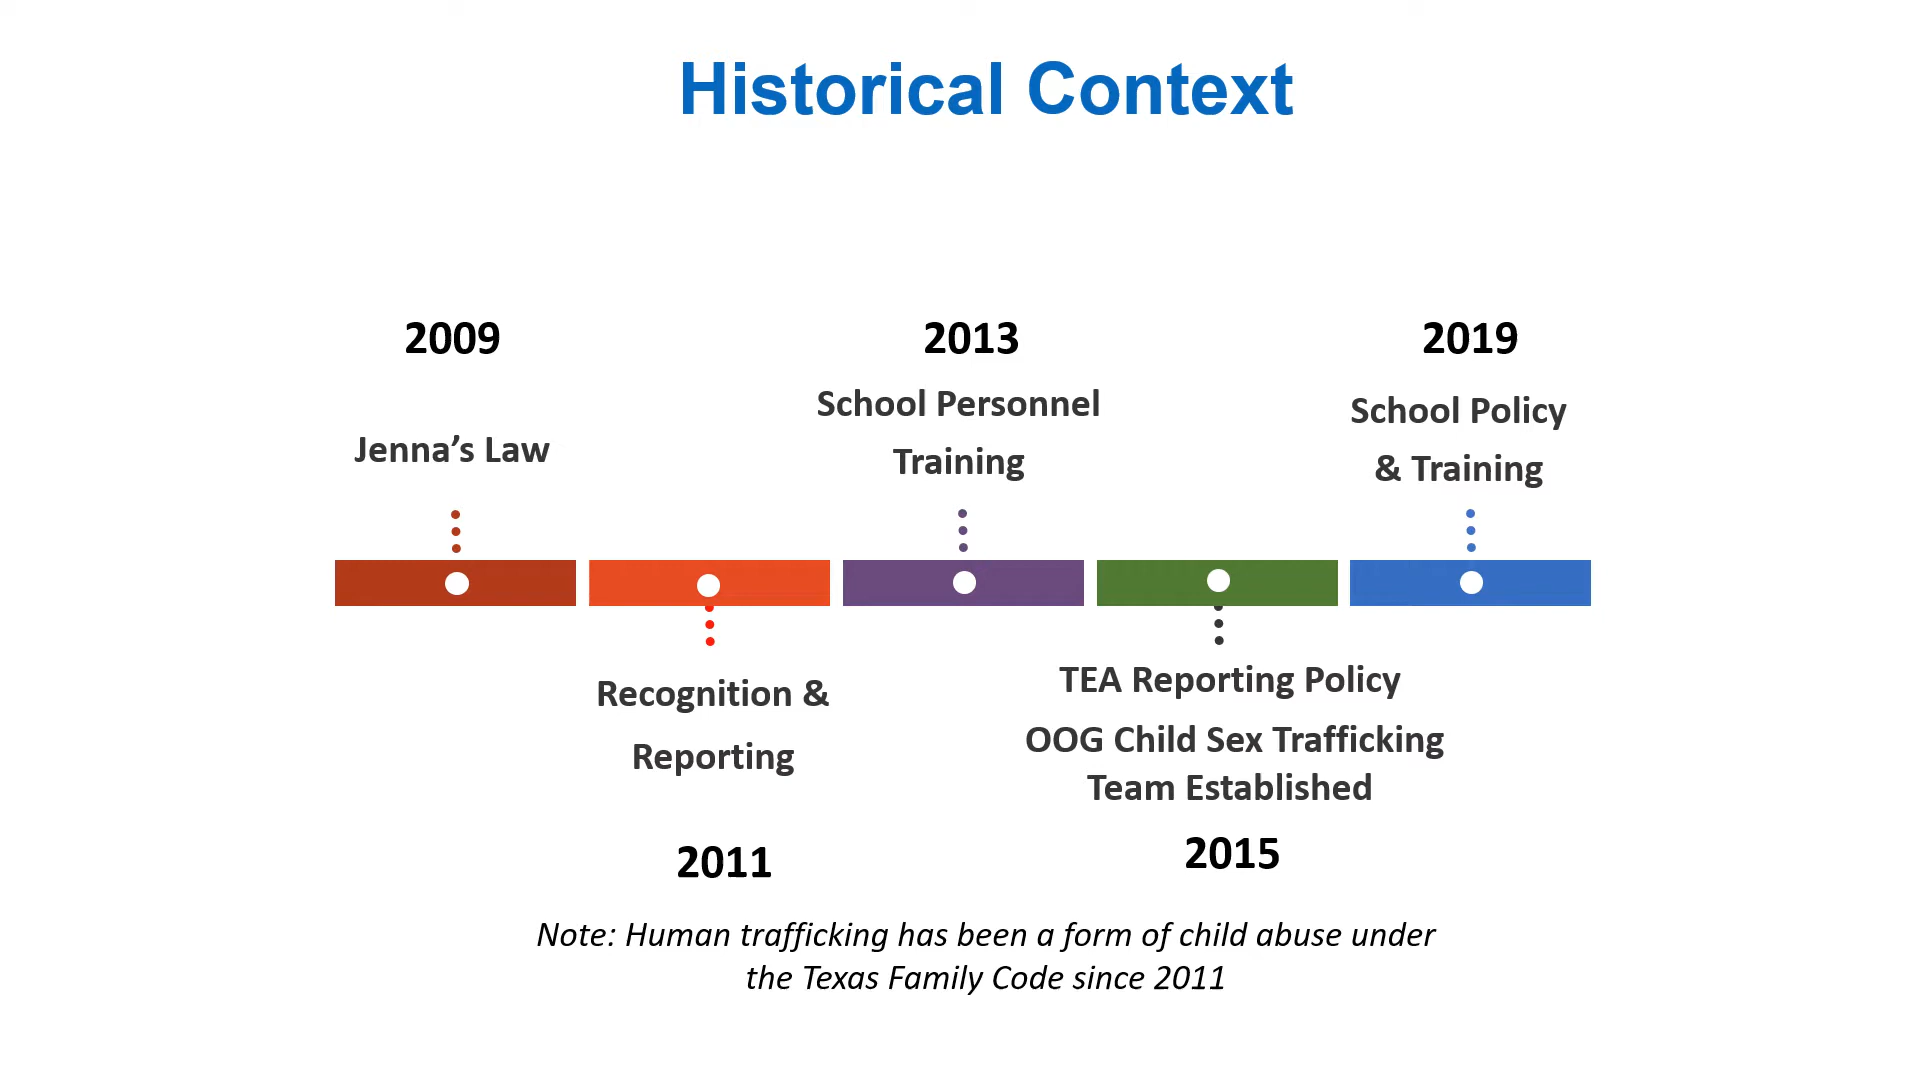 Historical Context
2009
Jenna’s Law
2013
School Personnel
Training
2019
School Policy
& Training
Recognition &
Reporting
2011
TEA Reporting Policy
OOG Child Sex Trafficking
Team Established
2015
Note: Human trafficking has been a form of child abuse under
the Texas Family Code since 2011